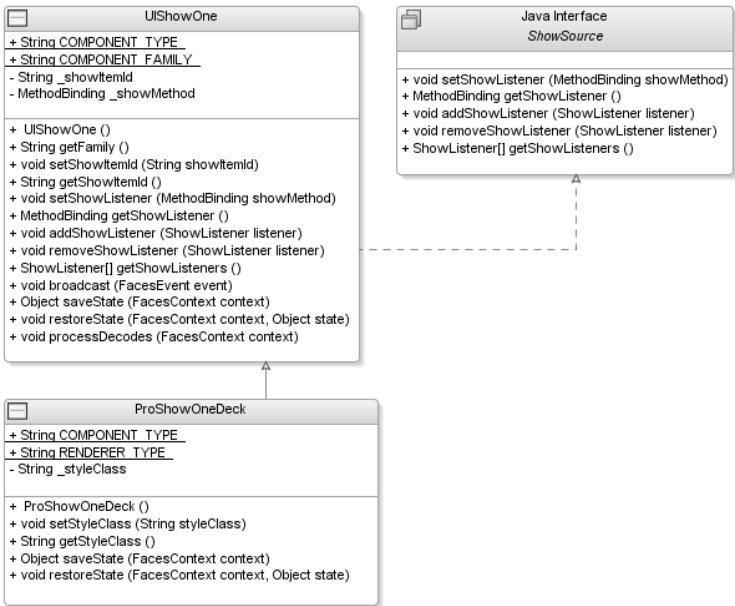 UIShowOne
+ String COMPONENT_TYPE
+ String COMPONENT_FAMILY
- String _showItemId
- MethodBinding _showMethod
+ UIShowOne ()
+ String getFamily ()
+ void setShowItemId (String showItemId)
+ String getShowItemId ()
+ void setShowListener (MethodBinding showMethod)
+ MethodBinding getShowListener ()
+ void addShowListener (ShowListener listener)
+ void removeShowListener (ShowListener listener)
+ ShowListener[] getShowListeners ()
+ void broadcast (FacesEvent event)
+ Object saveState (FacesContext context)
+ void restoreState (FacesContext context, Object state)
+ void processDecodes (FacesContext context)
Java Interface
ShowSource
+ void setShowListener (MethodBinding showMethod)
+ MethodBinding getShowListener ()
+ void addShowListener (ShowListener listener)
+ void removeShowListener (ShowListener listener)
+ ShowListener[] getShowListeners ()
ProShowOneDeck
+ String COMPONENT_TYPE
+ String RENDERER_TYPE
- String _styleClass
+ ProShowOneDeck ()
+ void setStyleClass (String styleClass)
+ String getStyleClass ()
+ Object saveState (FacesContext context)
+ void restoreState (FacesContext context, Object state)